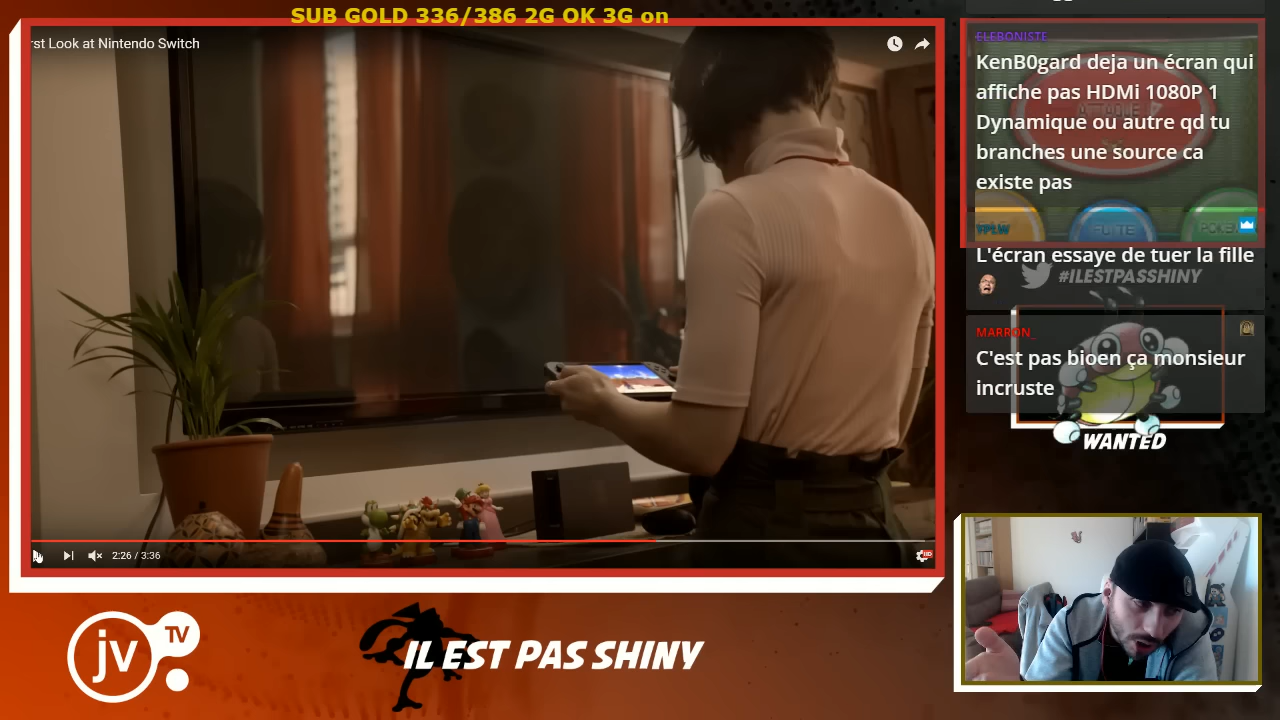 SUB GOLD 336/386 2G OK 3G on
rst Look at Nintendo Switch
ELEBONISTE
KenB0gard deja un écran qui
affiche pas HDMi 1080P 1
Dynamique ou autre qd tu
branches une source ca
existe pas
FUITE
L'écran essaye de tuer la fille
#ILESTPASSHINY
MARRON_
C'est pas bioen ça monsieur
incruste
WANTED
2:26 / 3:36
HD
jv TV
IL EST PAS SHINY